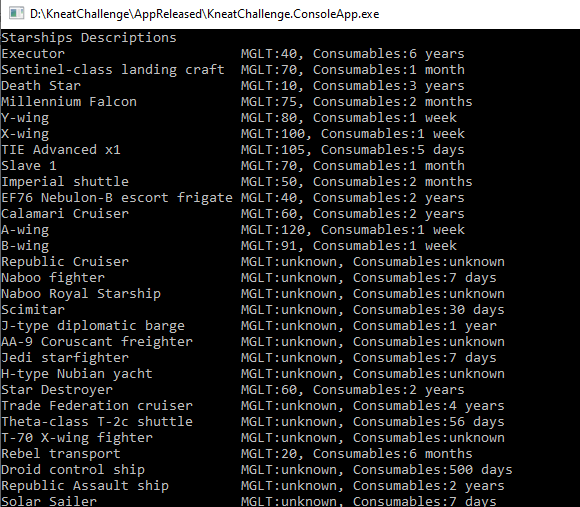 D:\KneatChallenge\AppReleased\KneatChallenge.ConsoleApp.exe
Starships Descriptions
Executor MGLT:40, Consumables:6 years
Sentinel-class landing craft MGLT:70, Consumables:1 month
Death Star MGLT:10, Consumables:3 years
Millennium Falcon MGLT:75, Consumables:2 months
Y-wing MGLT:80, Consumables:1 week
X-wing MGLT:100, Consumables:1 week
TIE Advanced x1 MGLT:105, Consumables:5 days
Slave 1 MGLT:70, Consumables:1 month
Imperial shuttle MGLT:50, Consumables:2 months
EF76 Nebulon-B escort frigate MGLT:40, Consumables:2 years
Calamari Cruiser MGLT:60, Consumables:2 years
A-wing MGLT:120, Consumables:1 week
B-wing MGLT:91, Consumables:1 week
Republic Cruiser MGLT:unknown, Consumables:unknown
Naboo fighter MGLT:unknown, Consumables:7 days
Naboo Royal Starship MGLT:unknown, Consumables:unknown
Scimitar MGLT:unknown, Consumables:30 days
J-type diplomatic barge MGLT:unknown, Consumables:1 year
AA-9 Coruscant freighter MGLT:unknown, Consumables:unknown
Jedi starfighter MGLT:unknown, Consumables:7 days
H-type Nubian yacht MGLT:unknown, Consumables:unknown
Star Destroyer MGLT:60, Consumables:2 years
Trade Federation cruiser MGLT:unknown, Consumables:4 years
Theta-class T-2c shuttle MGLT:unknown, Consumables:56 days
T-70 X-wing fighter MGLT:unknown, Consumables:unknown
Rebel transport MGLT:20, Consumables:6 months
Droid control ship MGLT:unknown, Consumables:500 days
Republic Assault ship MGLT:unknown, Consumables:2 years
Solar Sailer MGLT:unknown, Consumables:7 days